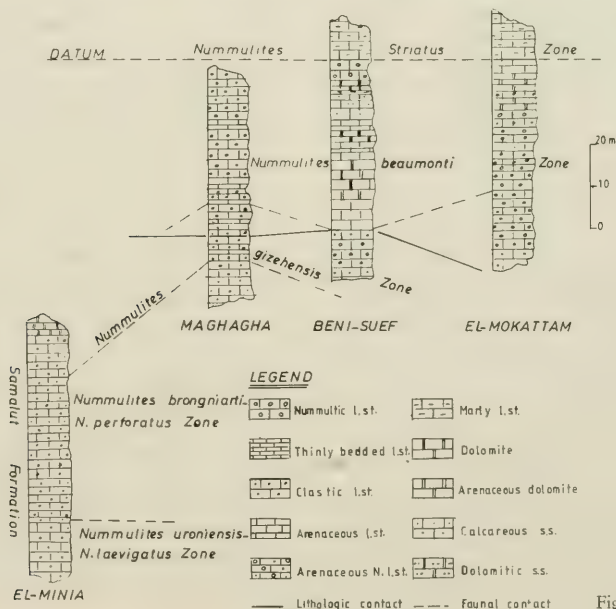 DATUM Nummulites Striatus Zone
20 m
Nummulites beaumonti Zone
10
0
gizehensis Zone
Nummulites
MAGHAGHA BENI-SUEF EL-MOKATTAM
Samalut Formation
Nummulites brongniarti-
N. perforatus Zone
Nummulites uroniensis-
N. laevigatus Zone
EL-MINIA
LEGEND
Nummultic l.st. Marly l.st.
Thinly bedded l.st. Dolomite
Clastic l.st. Arenaceous dolomite
Arenaceous l.st. Calcareous s.s.
Arenaceous N.l.st. Dolomitic s.s.
Lithologic contact Faunal contact
Fig